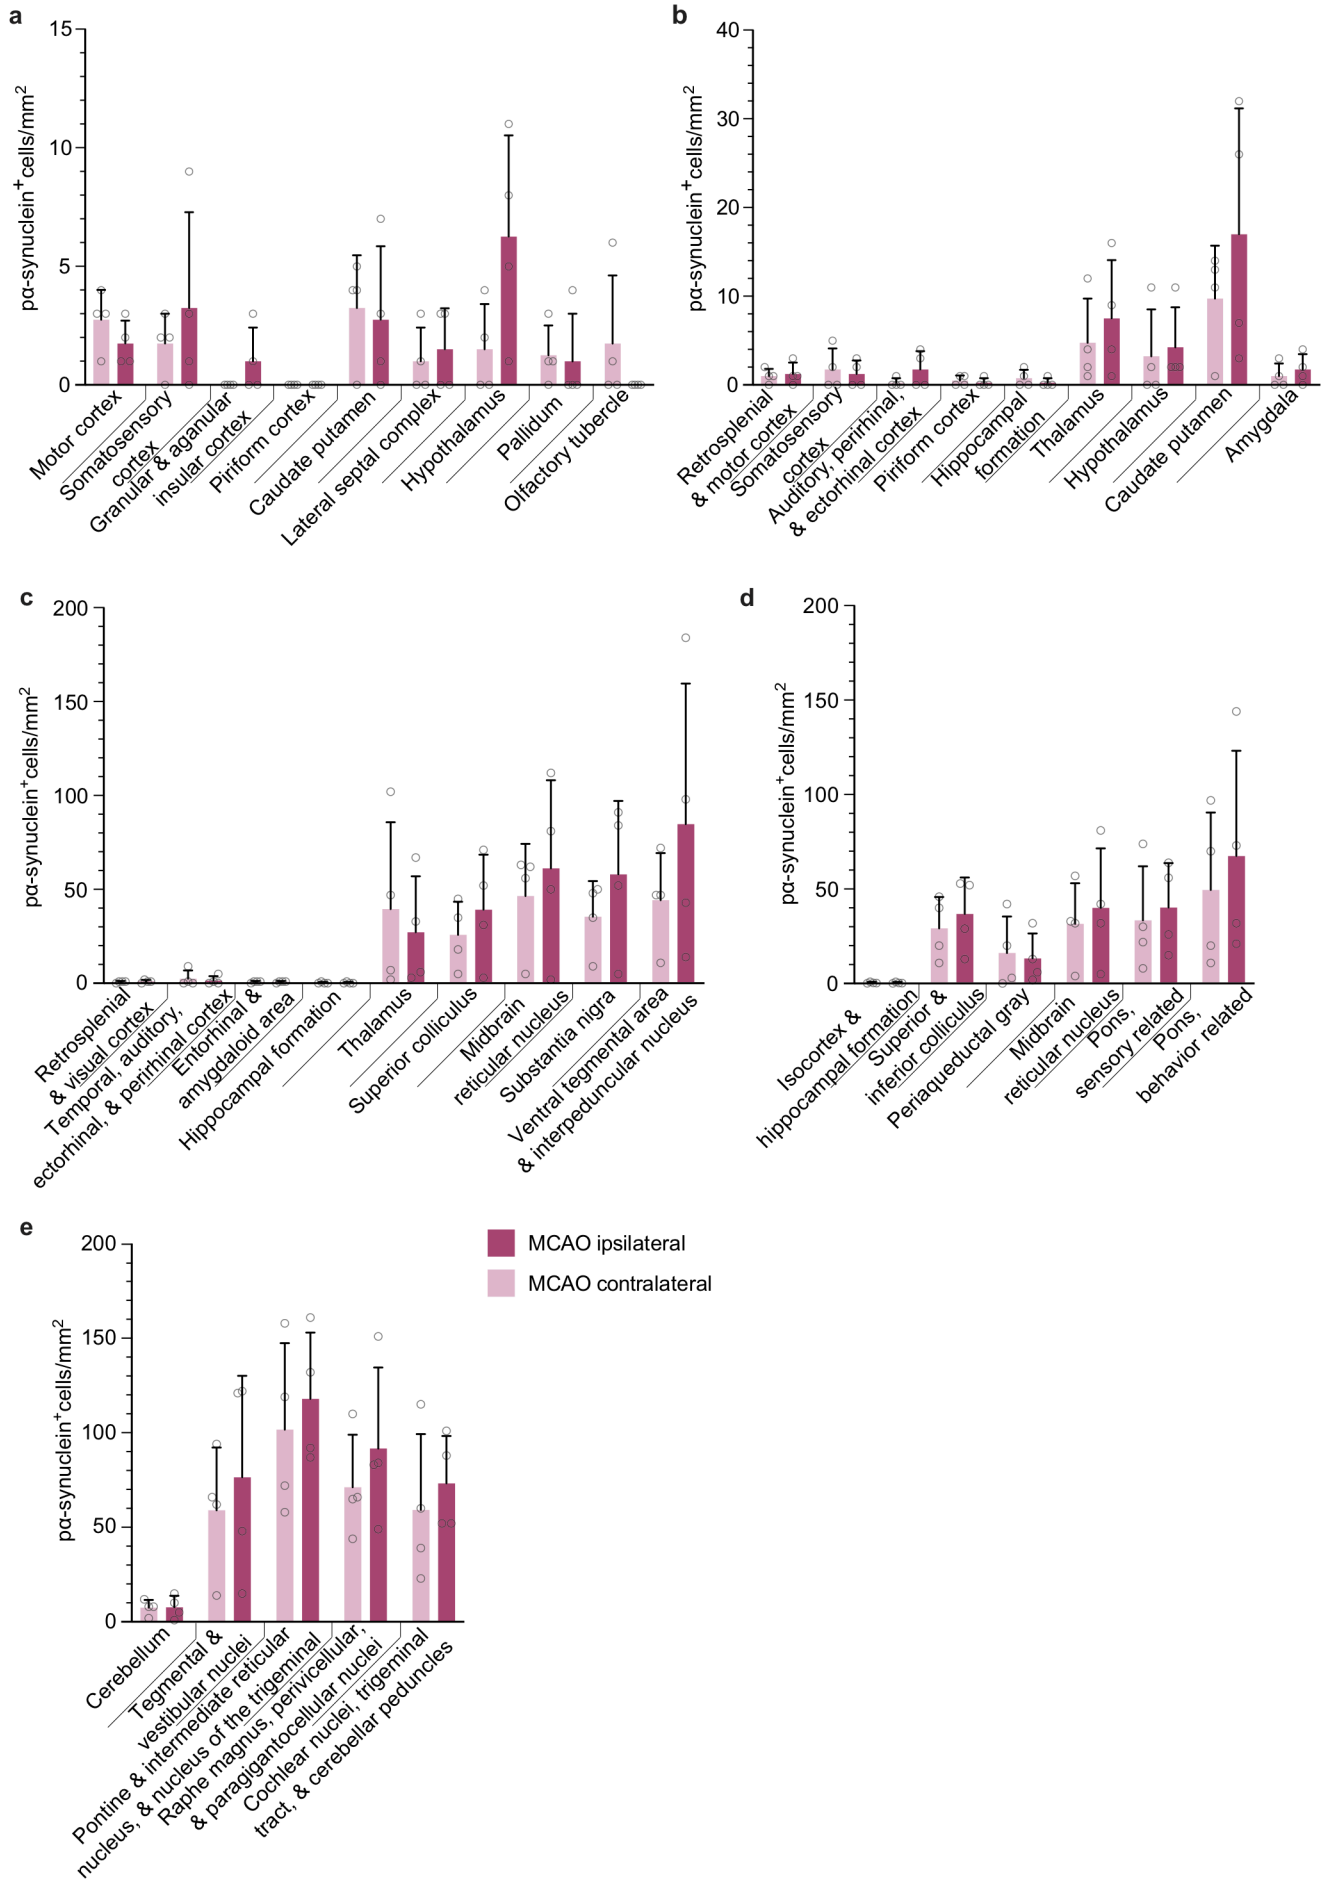 a
15
10
5
0
pα-synuclein+cells/mm2
Motor cortex
Somatosensory
cortex
Granular & aganular
insular cortex
Piriform cortex
Caudate putamen
Lateral septal complex
Hypothalamus
Pallidum
Olfactory tubercle
b
40
30
20
10
0
pα-synuclein+cells/mm2
Retrosplenial
& motor cortex
Somatosensory
cortex
Auditory, perirhinal,
& ectorhinal cortex
Piriform cortex
Hippocampal
formation
Thalamus
Hypothalamus
Caudate putamen
Amygdala
c
200
150
100
50
0
pα-synuclein+cells/mm2
Retrosplenial
& visual cortex
Temporal, auditory,
ectorhinal, & perirhinal cortex
Entorhinal &
amygdaloid area
Hippocampal formation
Thalamus
Superior colliculus
Midbrain
reticular nucleus
Substantia nigra
Ventral tegmental area
& interpeduncular nucleus
d
200
150
100
50
0
pα-synuclein+cells/mm2
Isocortex &
hippocampal formation
Superior &
inferior colliculus
Periaqueductal gray
Midbrain
reticular nucleus
Pons,
sensory related
Pons,
behavior related
e
200
150
100
50
0
pα-synuclein+cells/mm2
Cerebellum
Tegmental &
vestibular nuclei
Pontine & intermediate reticular
nucleus, & nucleus of the trigeminal
Raphe magnus, perivicellular,
& paragigantocellular nuclei
Cochlear nuclei, trigeminal
tract, & cerebellar peduncles
MCAO ipsilateral
MCAO contralateral